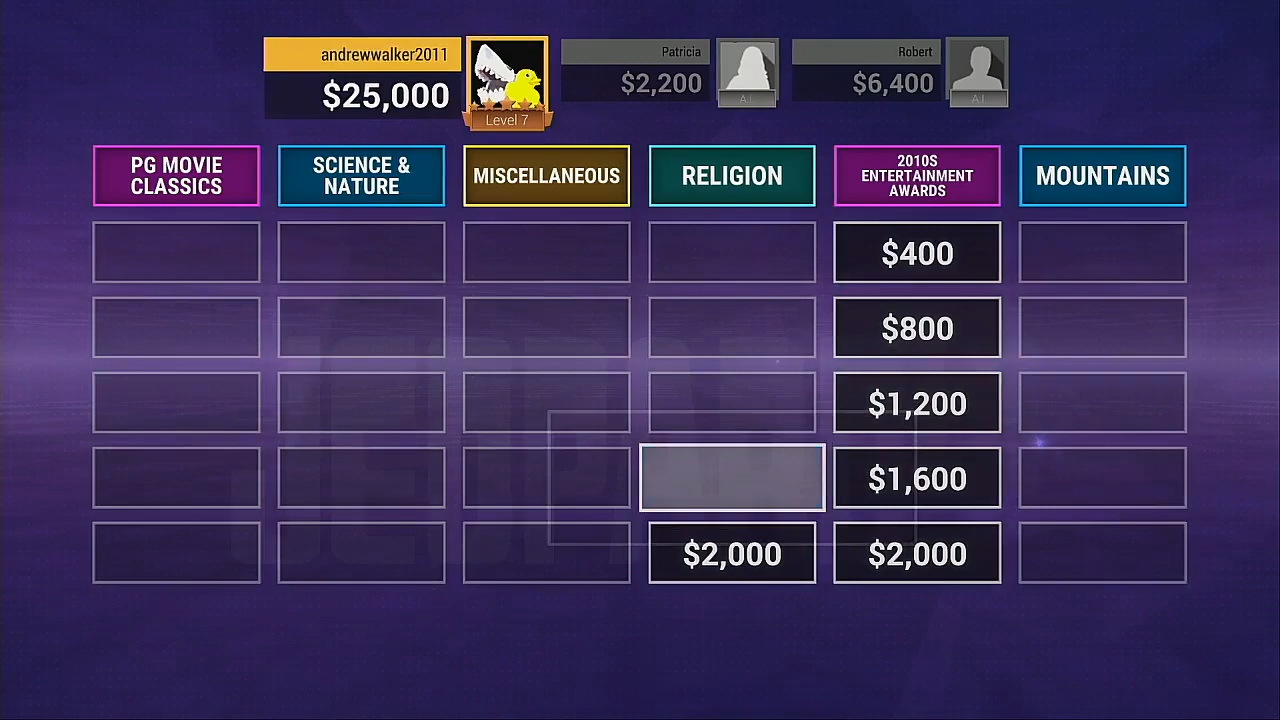 andrewwalker2011
$25,000
Level 7
Patricia
$2,200
A.I.
Robert
$6,400
A.I.
PG MOVIE
CLASSICS
SCIENCE &
NATURE
MISCELLANEOUS
RELIGION
2010S
ENTERTAINMENT
AWARDS
MOUNTAINS
$400
$800
$1,200
$1,600
$2,000
$2,000